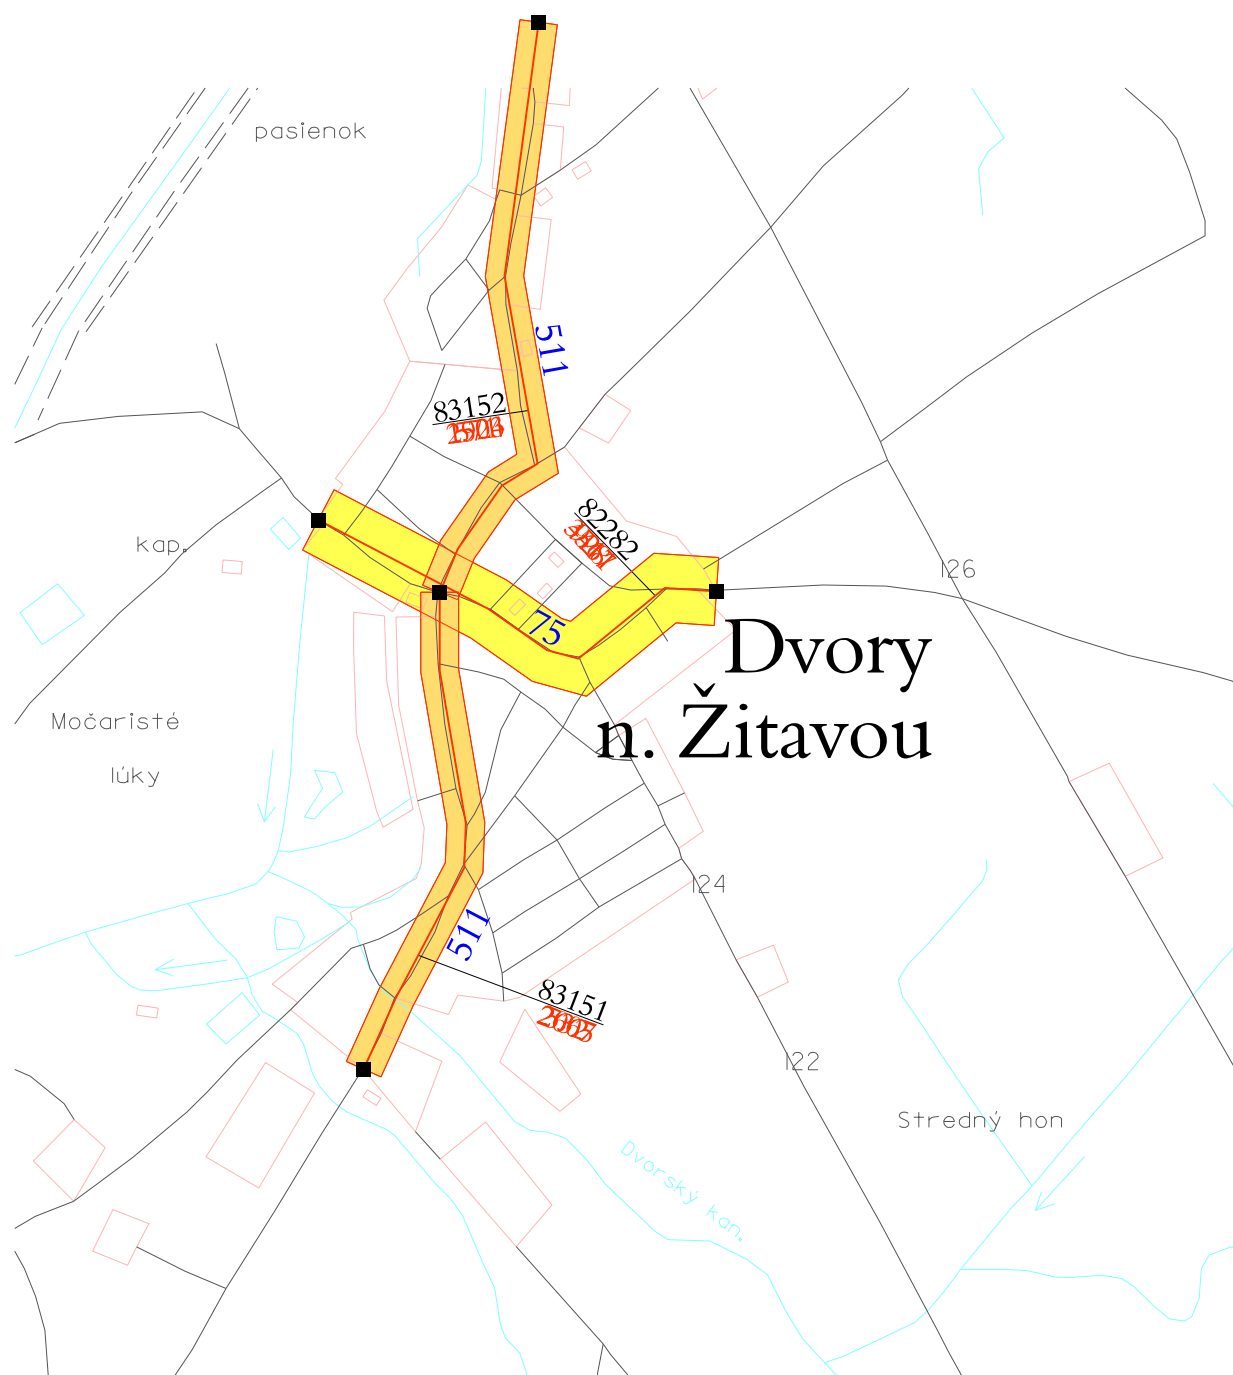 pasienok
511
83152
82282
kap.
126
75
Dvory
n. Žitavou
Močaristé
lúky
124
511
83151
122
Stredný hon
Dvorský kan.